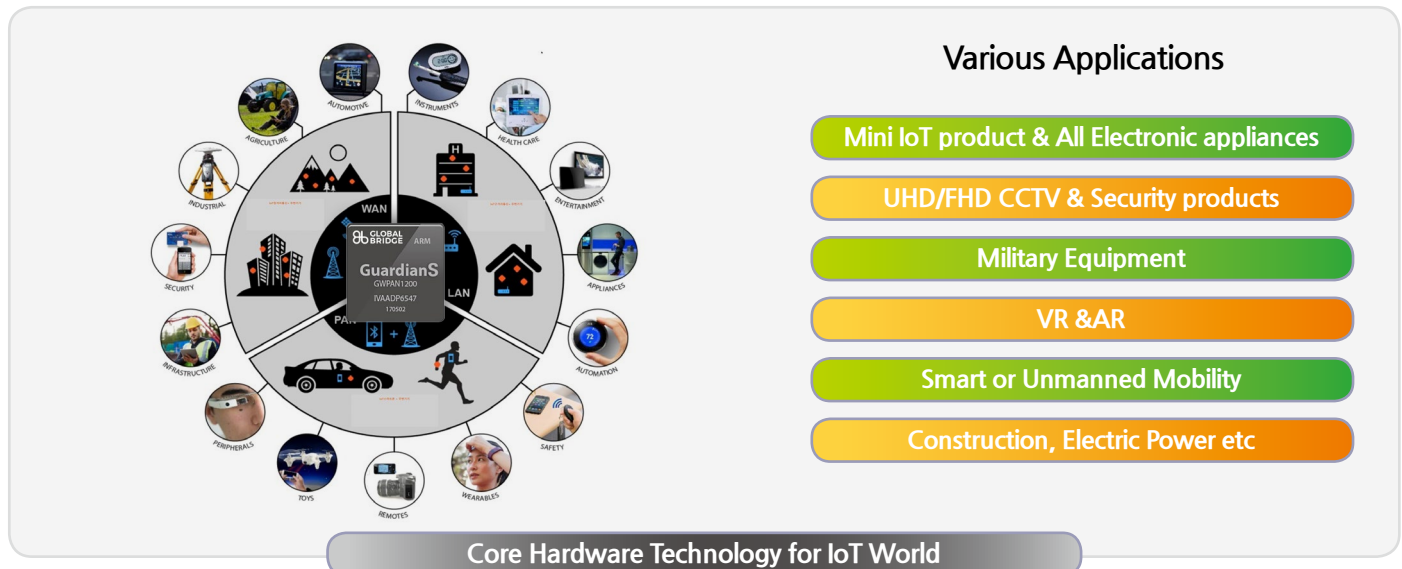 Various Applications
Mini IoT product & All Electronic appliances
UHD/FHD CCTV & Security products
Military Equipment
VR &AR
Smart or Unmanned Mobility
Construction, Electric Power etc
AUTOMOTIVE
INSTRUMENTS
HEALTH CARE
ENTERTAINMENT
APPLIANCES
AUTOMATION
SAFETY
WEARABLES
REMOTES
TOYS
PERIPHERALS
INFRASTRUCTURE
SECURITY
INDUSTRIAL
AGRICULTURE
H
WAN
LAN
PAN
GLOBAL
BRIDGE
ARM
GuardianS
GWPAN1200
IVAADP6547
170502
+
72
Core Hardware Technology for IoT World